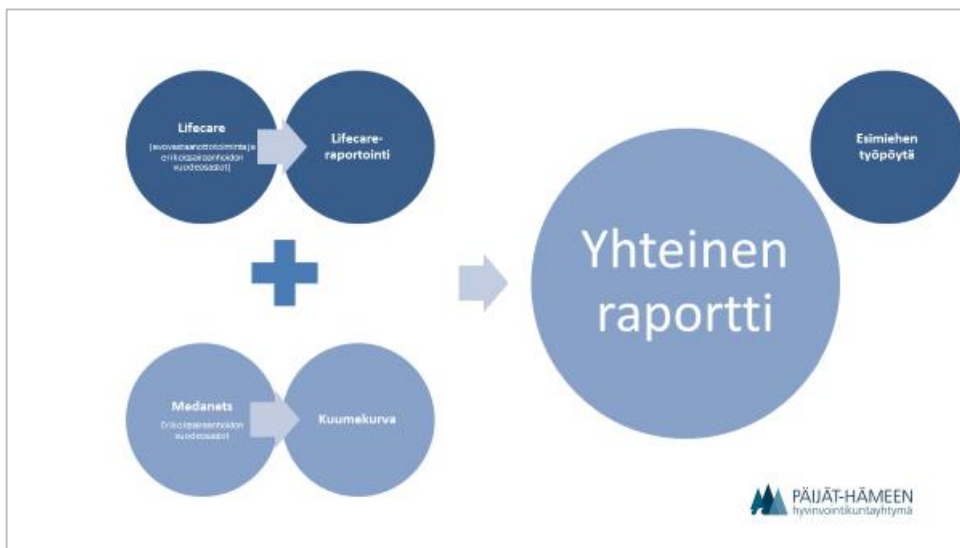 Lifecare
(avovastaanottotoiminta ja
erikoissairaanhoidon
vuodeosastot)
Lifecare-
raportointi
Esimiehen
työpöytä
Yhteinen
raportti
Medanets
Erikoissairaanhoidon
vuodeosastot
Kuumekurva
PÄIJÄT-HÄMEEN
hyvinvointikuntayhtymä